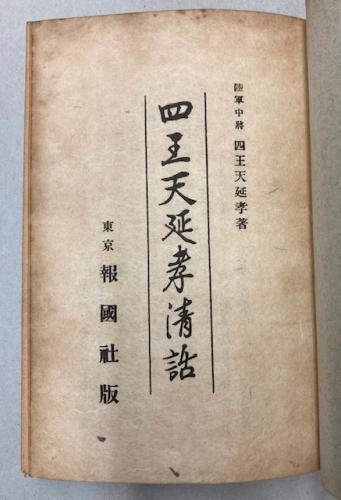 陸軍中將 四王天延孝著
四王天延孝清話
東京 報國社版